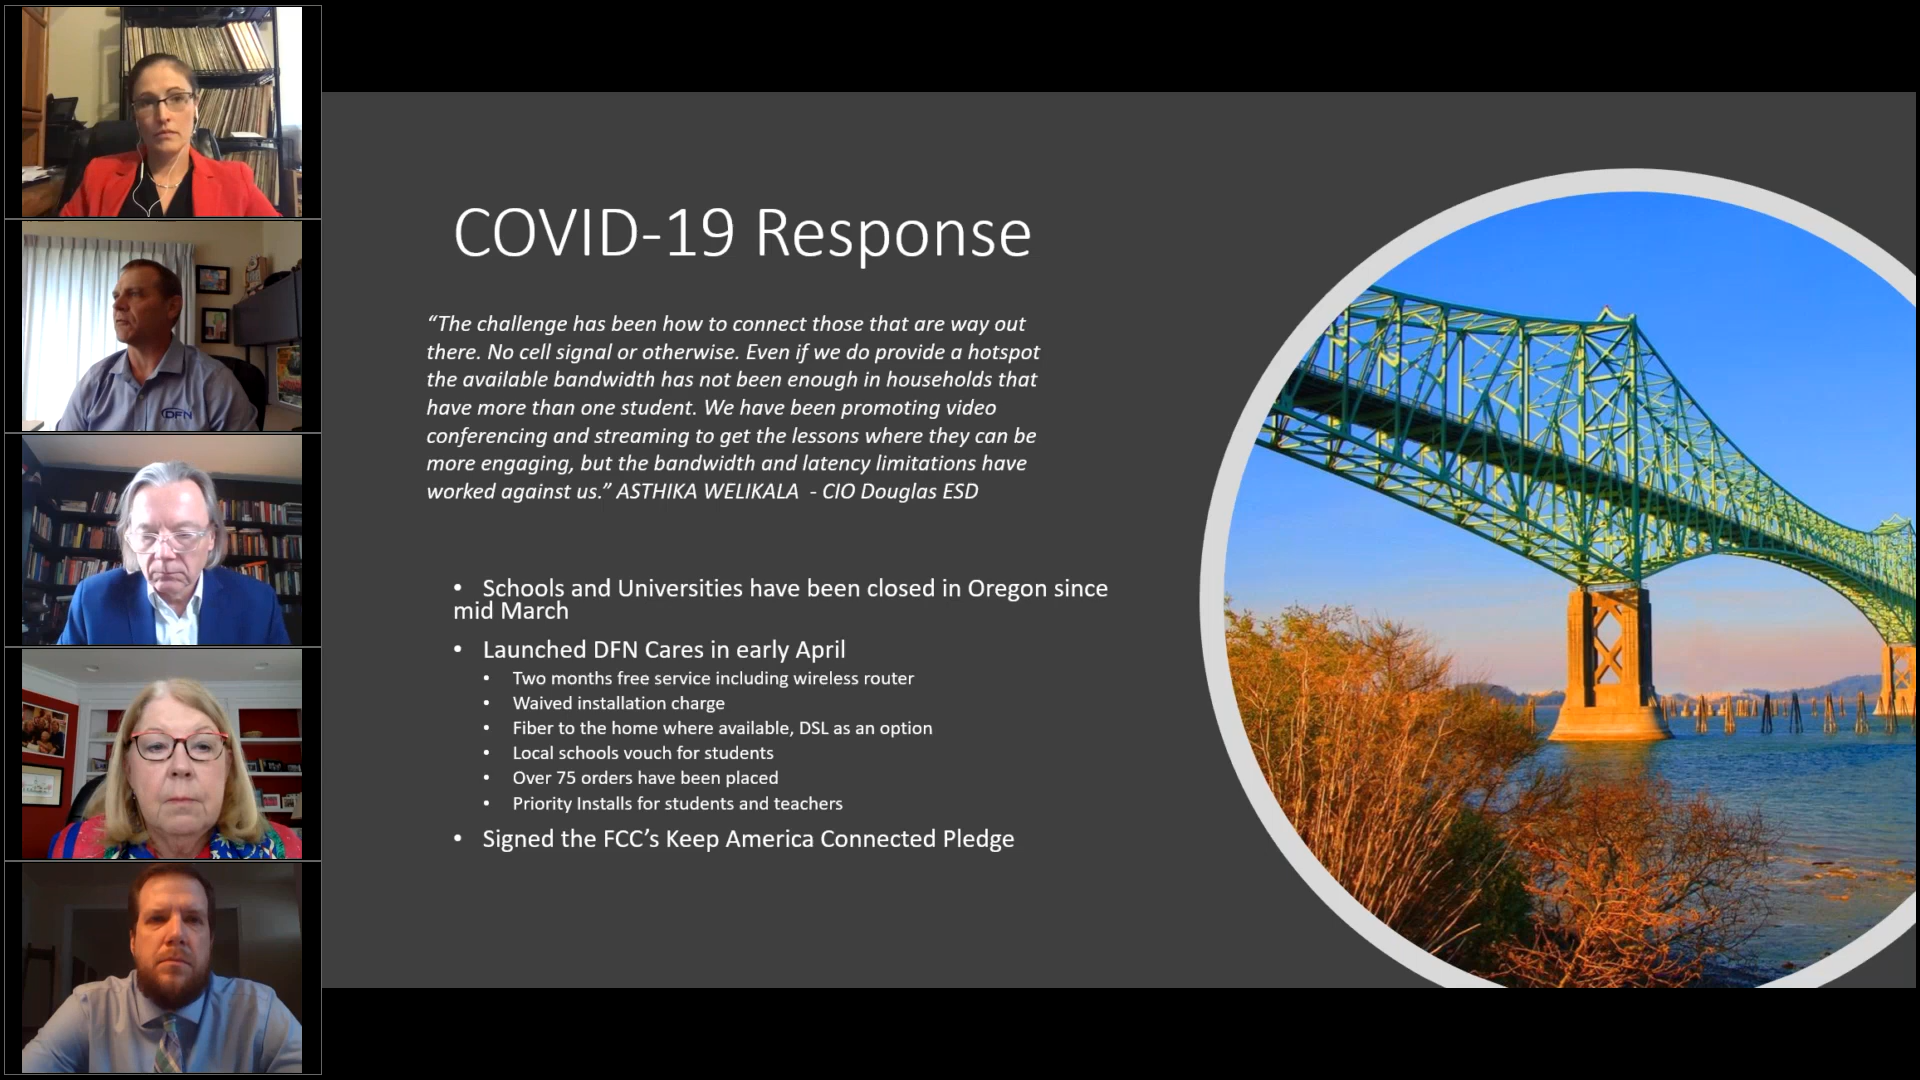 COVID-19 Response
“The challenge has been how to connect those that are way out
there. No cell signal or otherwise. Even if we do provide a hotspot
the available bandwidth has not been enough in households that
have more than one student. We have been promoting video
conferencing and streaming to get the lessons where they can be
more engaging, but the bandwidth and latency limitations have
worked against us.” ASTHIKA WELIKALA - CIO Douglas ESD
• Schools and Universities have been closed in Oregon since
mid March
• Launched DFN Cares in early April
• Two months free service including wireless router
• Waived installation charge
• Fiber to the home where available, DSL as an option
• Local schools vouch for students
• Over 75 orders have been placed
• Priority Installs for students and teachers
• Signed the FCC’s Keep America Connected Pledge
DFN